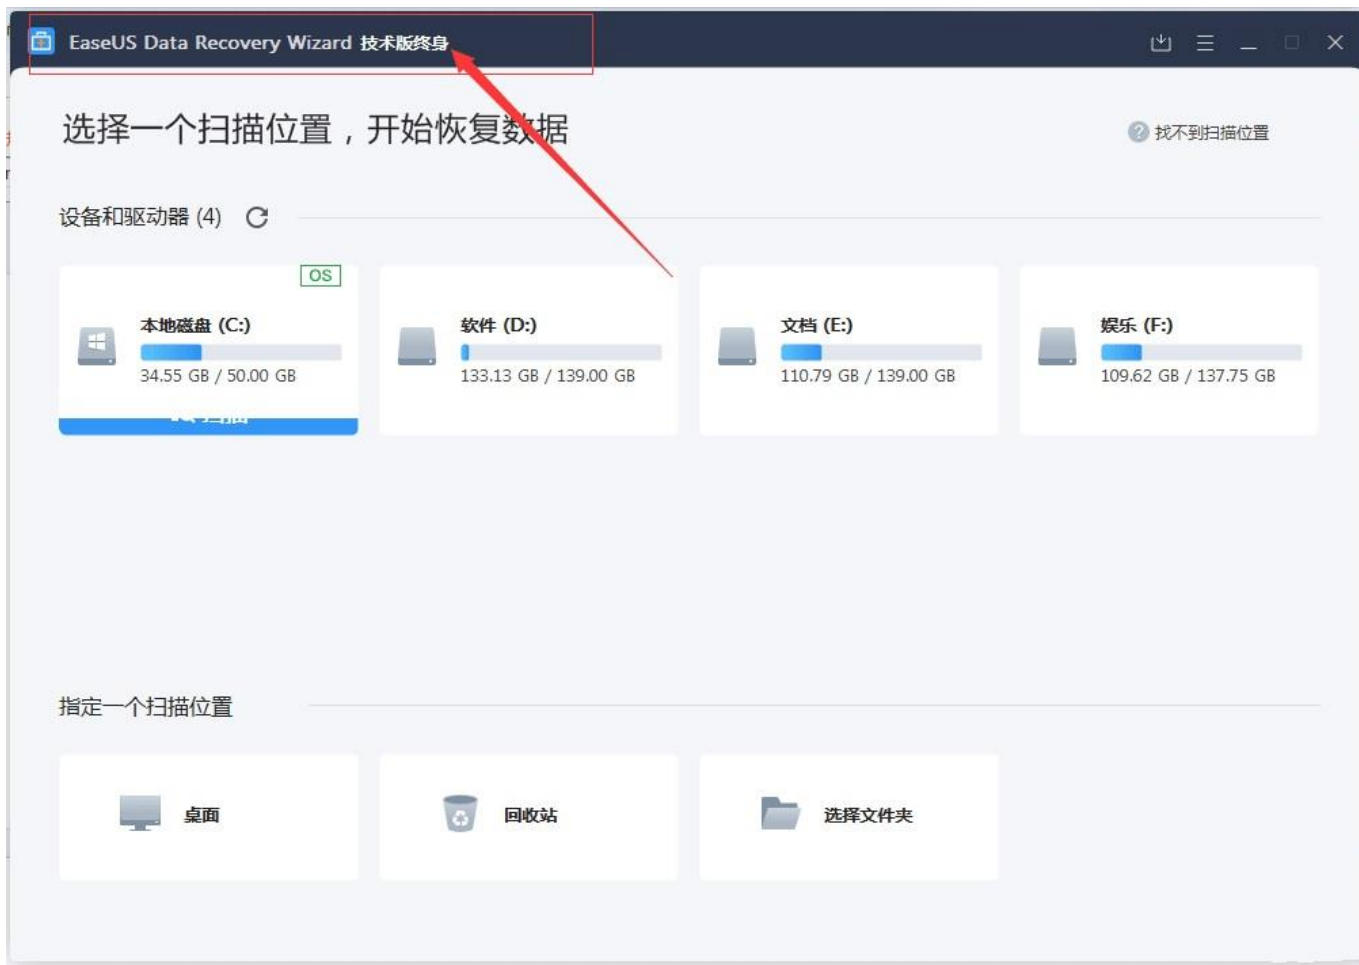 EaseUS Data Recovery Wizard 技术版终身
选择一个扫描位置，开始恢复数据
找不到扫描位置
设备和驱动器 (4)
OS
本地磁盘 (C:)
34.55 GB / 50.00 GB
软件 (D:)
133.13 GB / 139.00 GB
文档 (E:)
110.79 GB / 139.00 GB
娱乐 (F:)
109.62 GB / 137.75 GB
扫描
指定一个扫描位置
桌面
回收站
选择文件夹